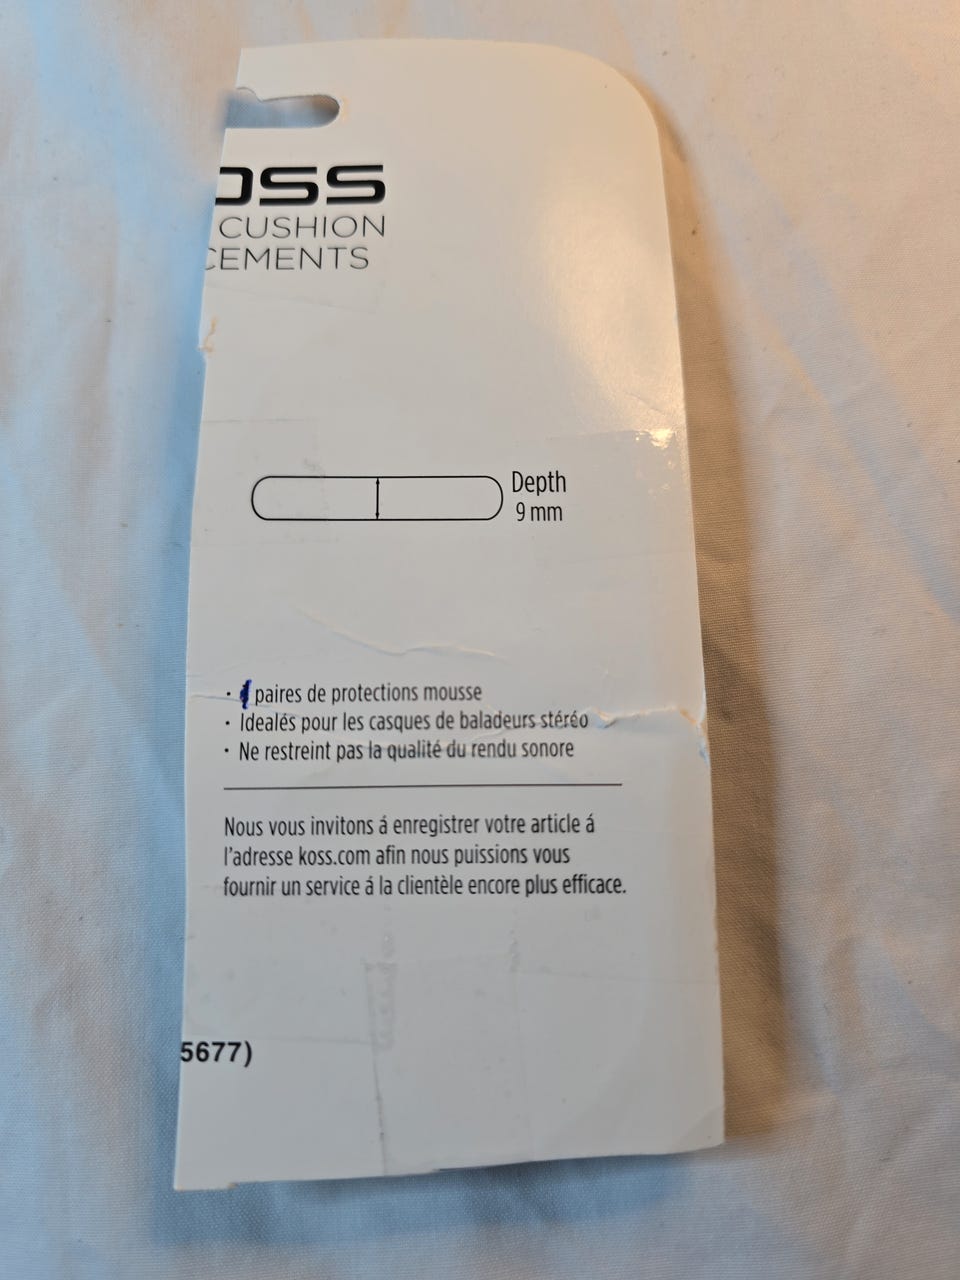 OSS
CUSHION
CEMENTS
Depth
9 mm
· paires de protections mousse
· Idealés pour les casques de baladeurs stéréo
· Ne restreint pas la qualité du rendu sonore
Nous vous invitons á enregistrer votre article á
l'adresse koss.com afin nous puissions vous
fournir un service á la clientèle encore plus efficace.
5677)